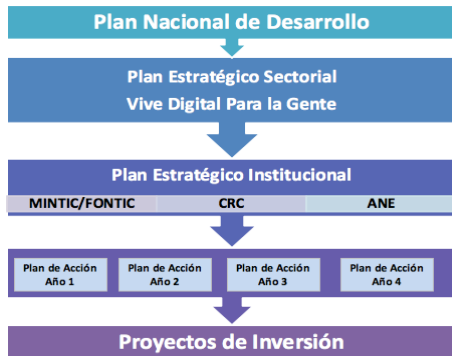 Plan Nacional de Desarrollo
Plan Estratégico Sectorial
Vive Digital Para la Gente
Plan Estratégico Institucional
MINTIC/FONTIC CRC ANE
Plan de Acción Plan de Acción Plan de Acción Plan de Acción
Año 1 Año 2 Año 3 Año 4
Proyectos de Inversión